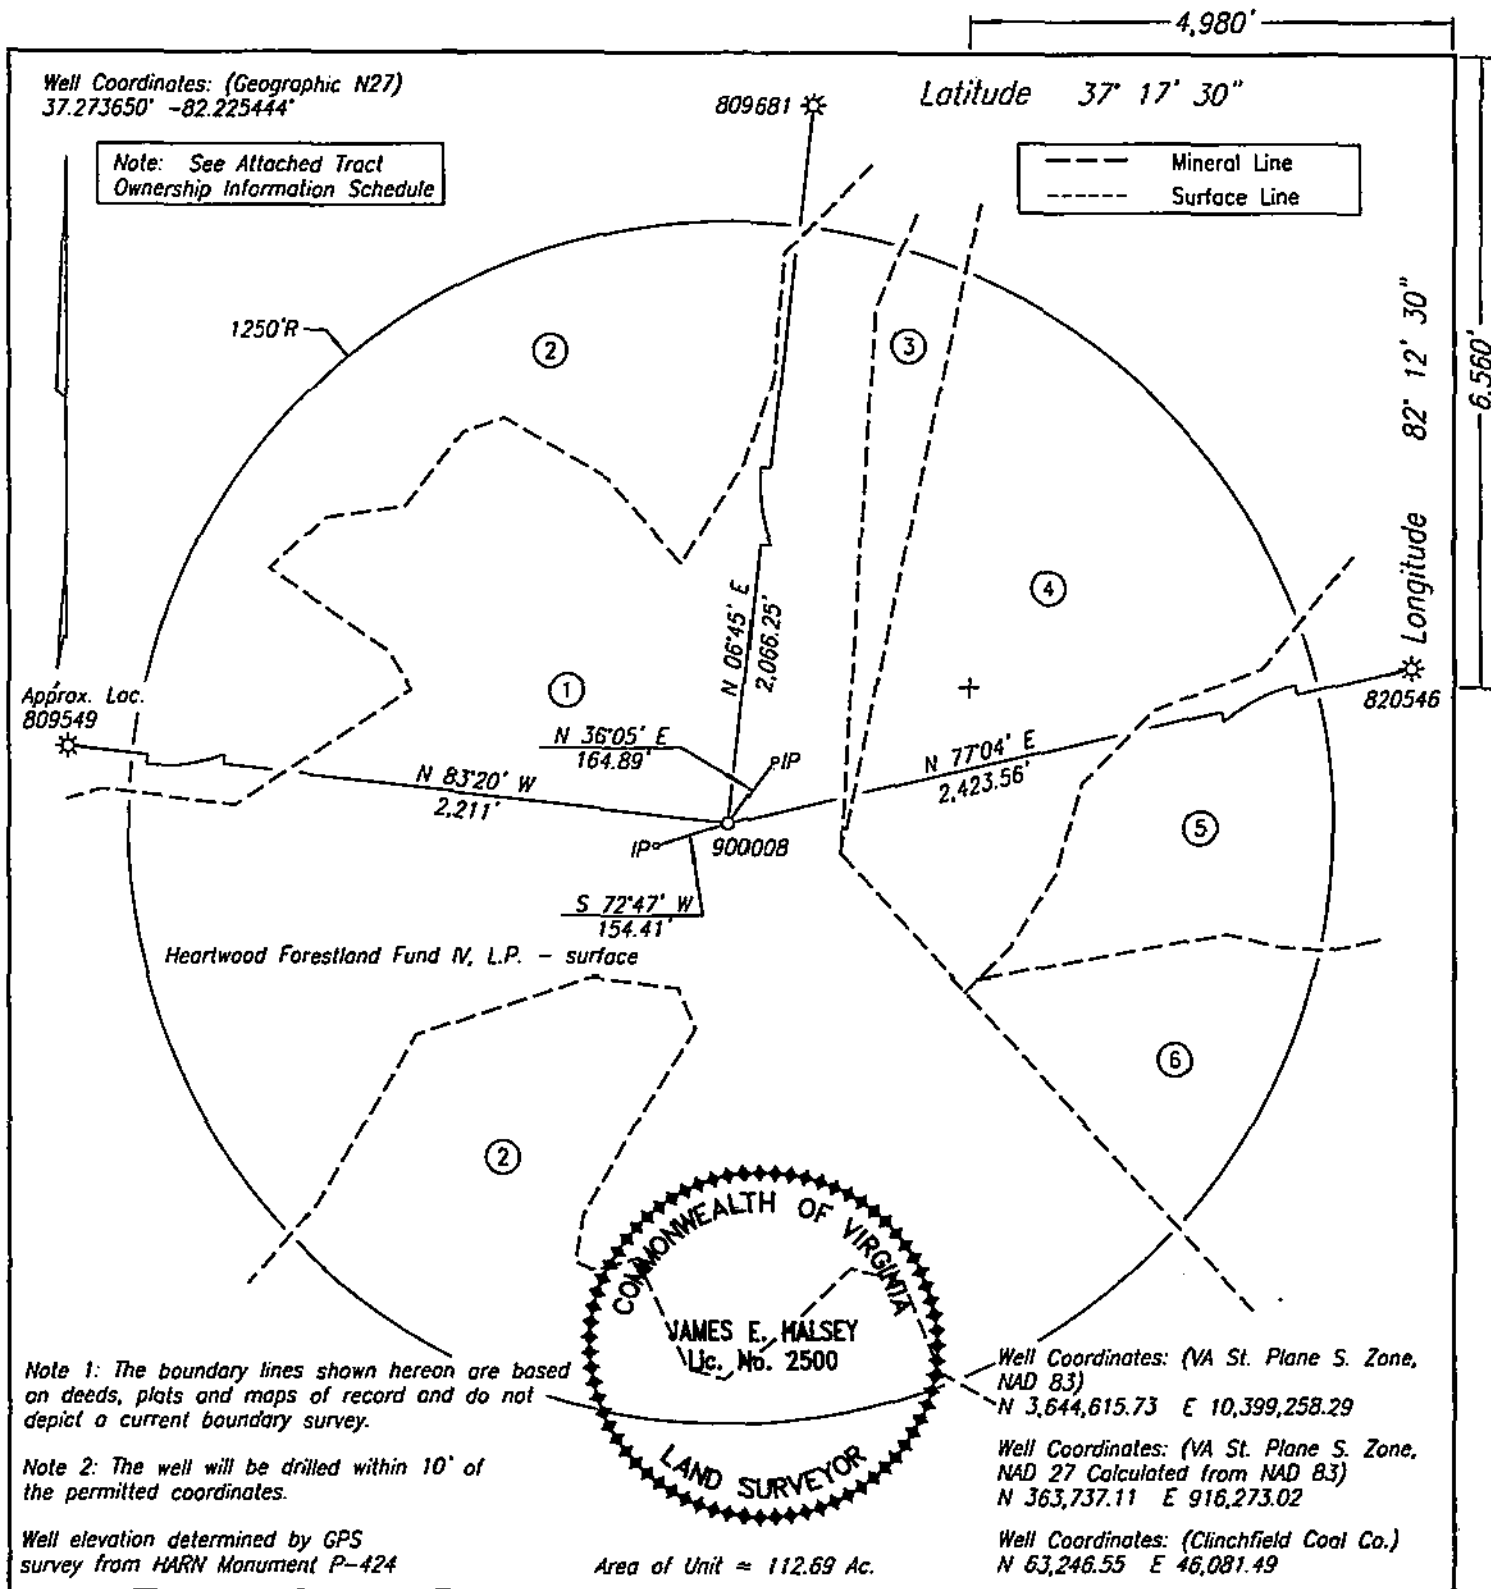 4,980'
Well Coordinates: (Geographic N27)
37.273650° -82.225444°
809681
Latitude 37° 17' 30"
Note: See Attached Tract
Ownership Information Schedule
Mineral Line
Surface Line
1250'R
2
3
Longitude 82° 12' 30"
6,560'
4
N 06°45' E
2,066.25'
1
Approx. Loc.
809549
820546
N 36°05' E
164.89'
IP
N 77°04' E
2,423.56'
N 83°20' W
2,211'
IP
900008
5
S 72°47' W
154.41'
Heartwood Forestland Fund IV, L.P. - surface
6
2
COMMONWEALTH OF VIRGINIA
JAMES E. HALSEY
Lic. No. 2500
LAND SURVEYOR
Note 1: The boundary lines shown hereon are based
on deeds, plats and maps of record and do not
depict a current boundary survey.
Note 2: The well will be drilled within 10' of
the permitted coordinates.
Well elevation determined by GPS
survey from HARN Monument P-424
Area of Unit = 112.69 Ac.
Well Coordinates: (VA St. Plane S. Zone,
NAD 83)
N 3,644,615.73 E 10,399,258.29
Well Coordinates: (VA St. Plane S. Zone,
NAD 27 Calculated from NAD 83)
N 363,737.11 E 916,273.02
Well Coordinates: (Clinchfield Coal Co.)
N 63,246.55 E 46,081.49